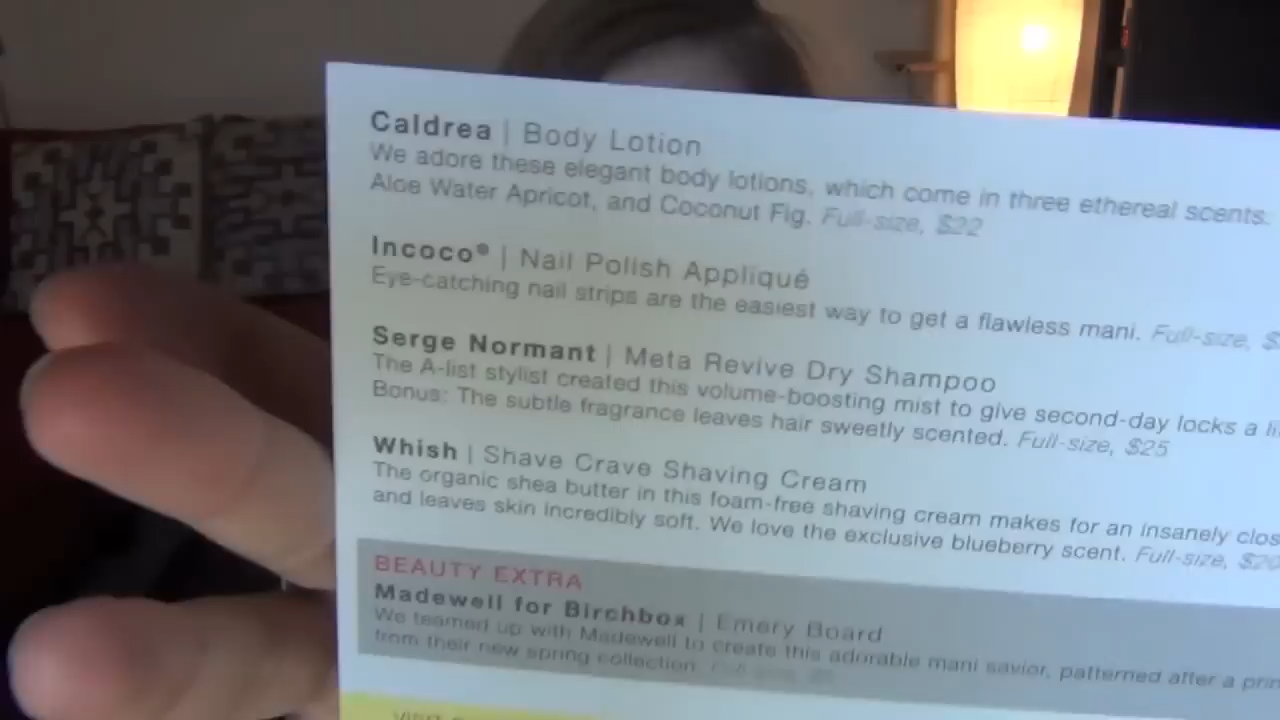 Caldrea | Body Lotion
We adore these elegant body lotions, which come in three ethereal scents:
Aloe Water Apricot, and Coconut Fig. Full-size, $22
Incoco® | Nail Polish Appliqué
Eye-catching nail strips are the easiest way to get a flawless mani. Full-size, $
Serge Normant | Meta Revive Dry Shampoo
The A-list stylist created this volume-boosting mist to give second-day locks a
Bonus: The subtle fragrance leaves hair sweetly scented. Full-size, $25
Whish | Shave Crave Shaving Cream
The organic shea butter in this foam-free shaving cream makes for an insanely
and leaves skin incredibly soft. We love the exclusive blueberry scent. Full-size, $20
BEAUTY EXTRA
Madewell for Birchbox | Emery Board
We teamed up with Madewell to create this adorable mani savior, patterned after a
from their new spring collection. Full-size,
VISIT